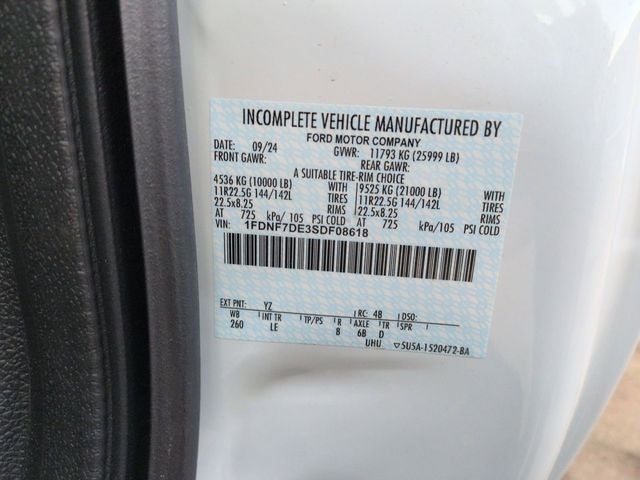 INCOMPLETE VEHICLE MANUFACTURED BY
FORD MOTOR COMPANY
DATE: 09/24 GVWR: 11793 KG (25999 LB)
FRONT GAWR: REAR GAWR:
A SUITABLE TIRE-RIM CHOICE
4536 KG (10000 LB) WITH 9525 KG (21000 LB) WITH
11R22.5G 144/142L TIRES 11R22.5G 144/142L TIRES
22.5x8.25 RIMS 22.5x8.25 RIMS
AT 725 kPa/ 105 PSI COLD AT 725 kPa/105 PSI COLD
VIN: 1FDNF7DE3SDF08618
EXT PNT: YZ RC: 48 DSO:
WB INT TR TP/PS R AXLE TR SPR
260 LE B 6B D
UHU 5U5A-1520472-BA